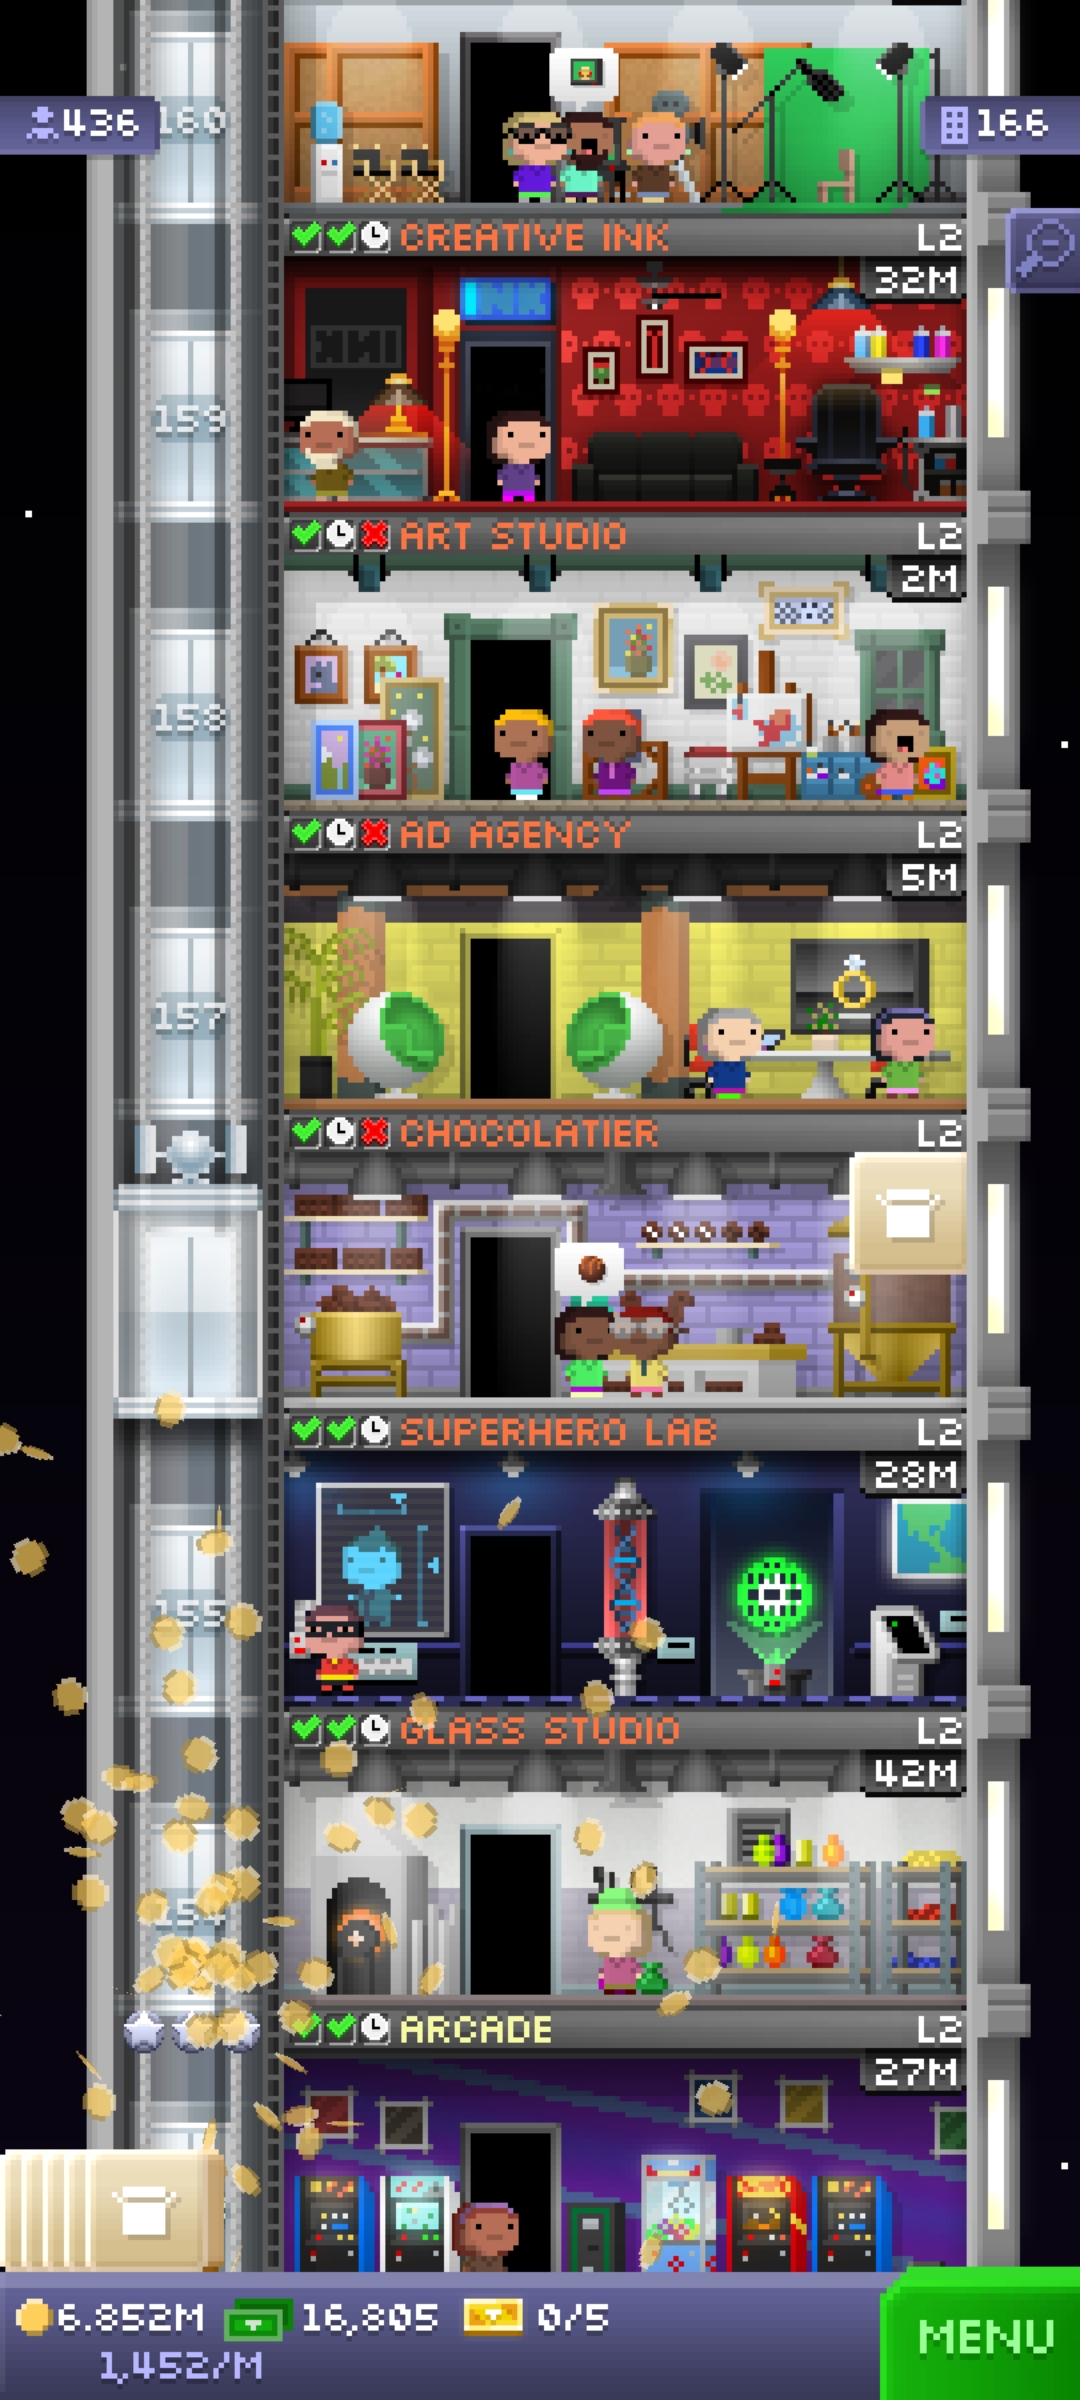 436
160
166
CREATIVE INK L2
32M
INK
159
ART STUDIO L2
2M
158
AD AGENCY L2
5M
157
CHOCOLATIER L2
SUPERHERO LAB L2
28M
155
GLASS STUDIO L2
42M
154
ARCADE L2
27M
6.852M 16,805 0/5
1,452/M
MENU